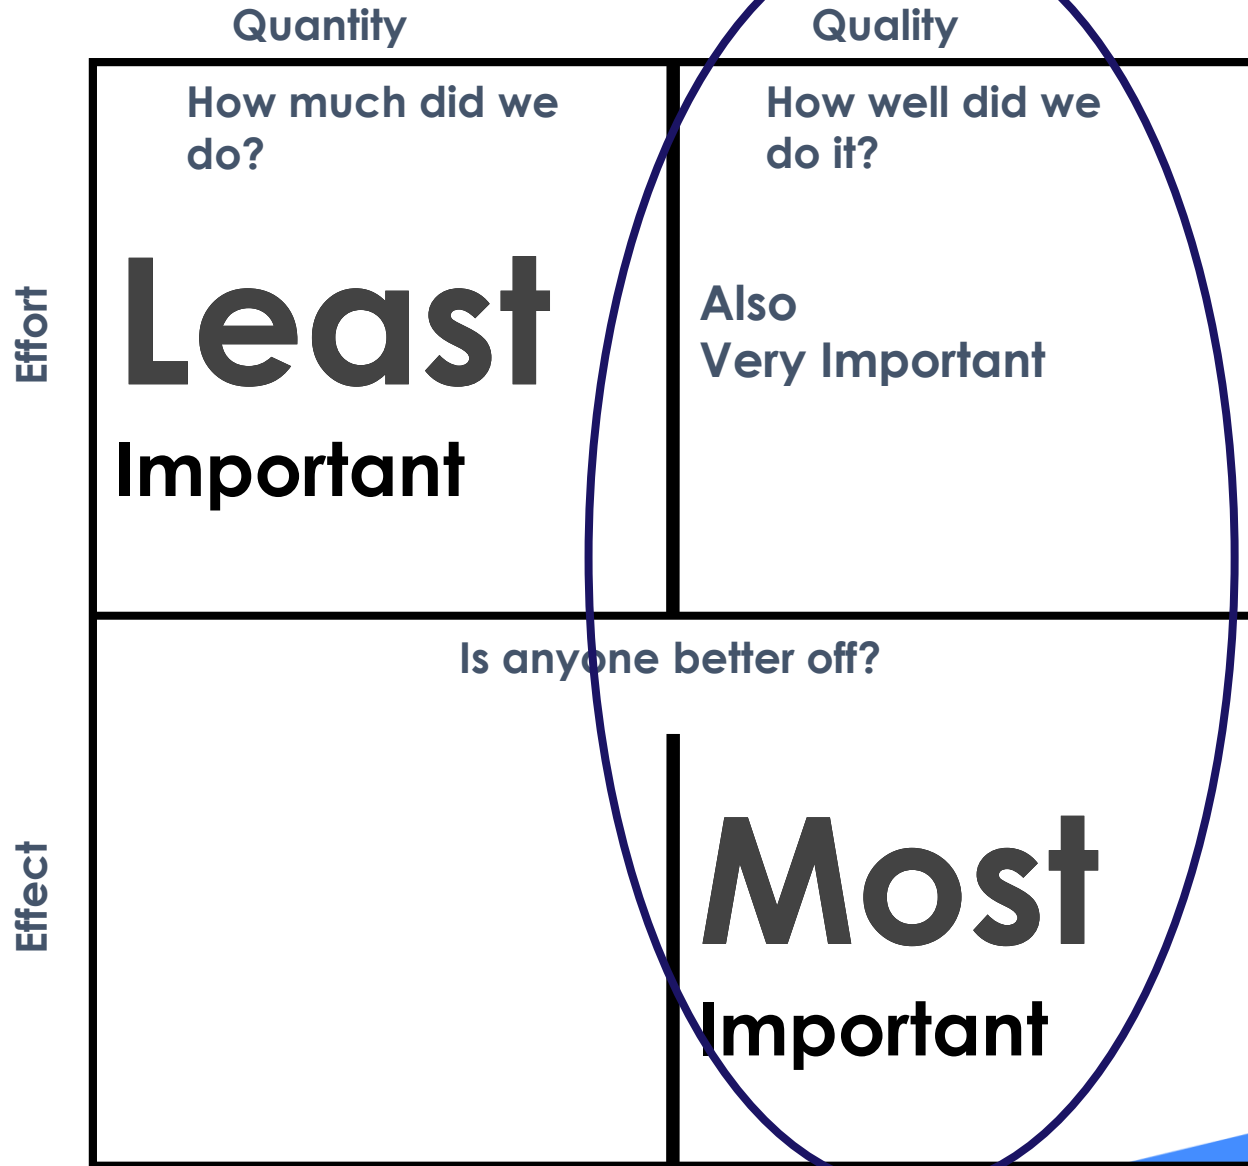 Quantity
Quality
How much did we
do?
How well did we
do it?
Effort
Least
Important
Also
Very Important
Is anyone better off?
Effect
Most
Important